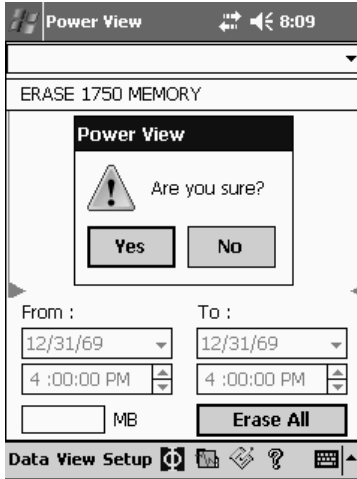 Power View 8:09
ERASE 1750 MEMORY
Power View
Are you sure?
Yes No
From : To :
12/31/69 12/31/69
4 :00:00 PM 4 :00:00 PM
MB Erase All
Data View Setup